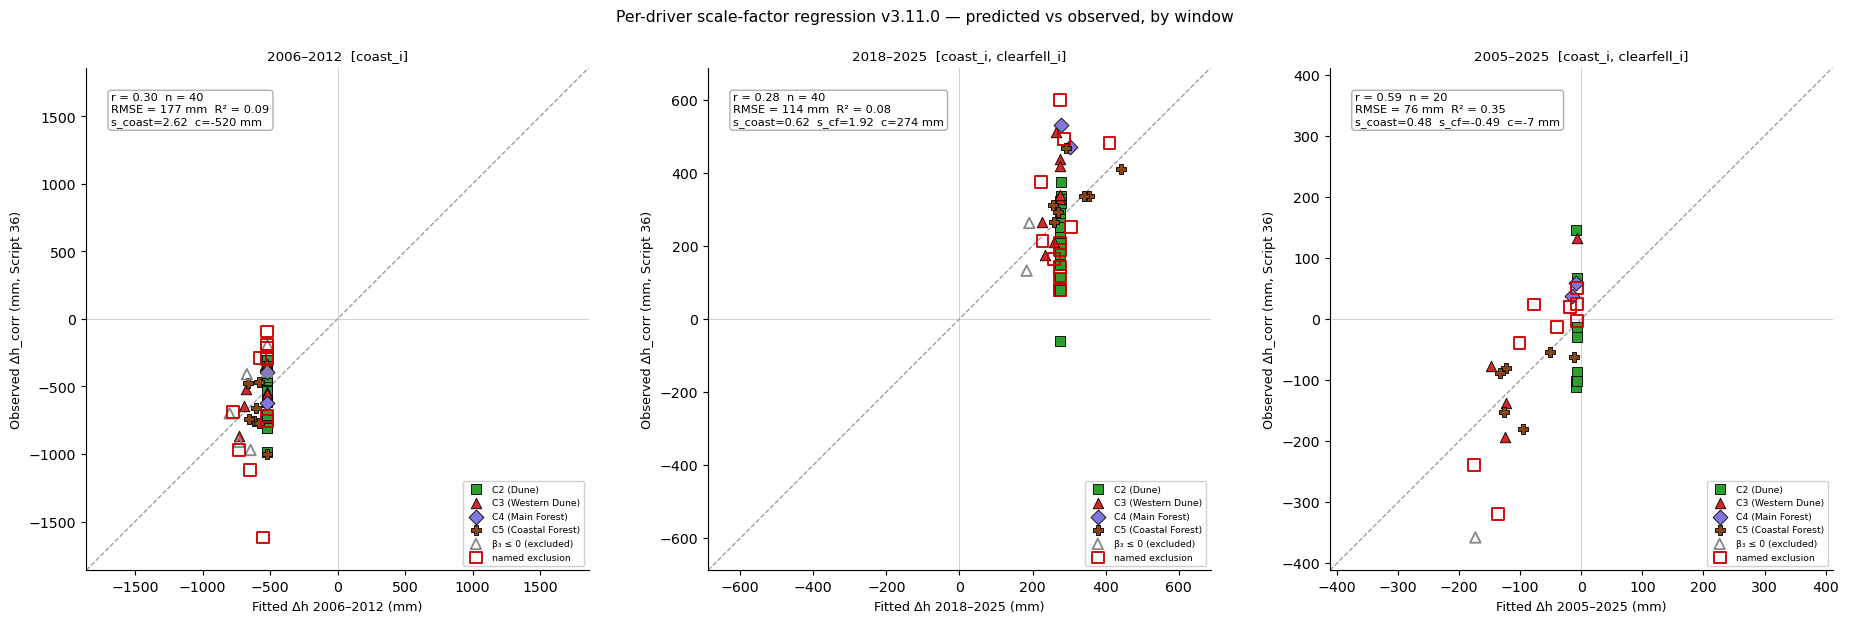 Per-driver scale-factor regression v3.11.0 — predicted vs observed, by window
2006–2012  [coast_i]
r = 0.30  n = 40
RMSE = 177 mm  R² = 0.09
s_coast=2.62  c=-520 mm
1500
1000
500
0
−500
−1000
−1500
Observed Δh_corr (mm, Script 36)
−1500
−1000
−500
0
500
1000
1500
Fitted Δh 2006–2012 (mm)
C2 (Dune)
C3 (Western Dune)
C4 (Main Forest)
C5 (Coastal Forest)
β₃ ≤ 0 (excluded)
named exclusion
2018–2025  [coast_i, clearfell_i]
r = 0.28  n = 40
RMSE = 114 mm  R² = 0.08
s_coast=0.62  s_cf=1.92  c=274 mm
600
400
200
0
−200
−400
−600
Observed Δh_corr (mm, Script 36)
−600
−400
−200
0
200
400
600
Fitted Δh 2018–2025 (mm)
C2 (Dune)
C3 (Western Dune)
C4 (Main Forest)
C5 (Coastal Forest)
β₃ ≤ 0 (excluded)
named exclusion
2005–2025  [coast_i, clearfell_i]
r = 0.59  n = 20
RMSE = 76 mm  R² = 0.35
s_coast=0.48  s_cf=-0.49  c=-7 mm
400
300
200
100
0
−100
−200
−300
−400
Observed Δh_corr (mm, Script 36)
−400
−300
−200
−100
0
100
200
300
400
Fitted Δh 2005–2025 (mm)
C2 (Dune)
C3 (Western Dune)
C4 (Main Forest)
C5 (Coastal Forest)
β₃ ≤ 0 (excluded)
named exclusion